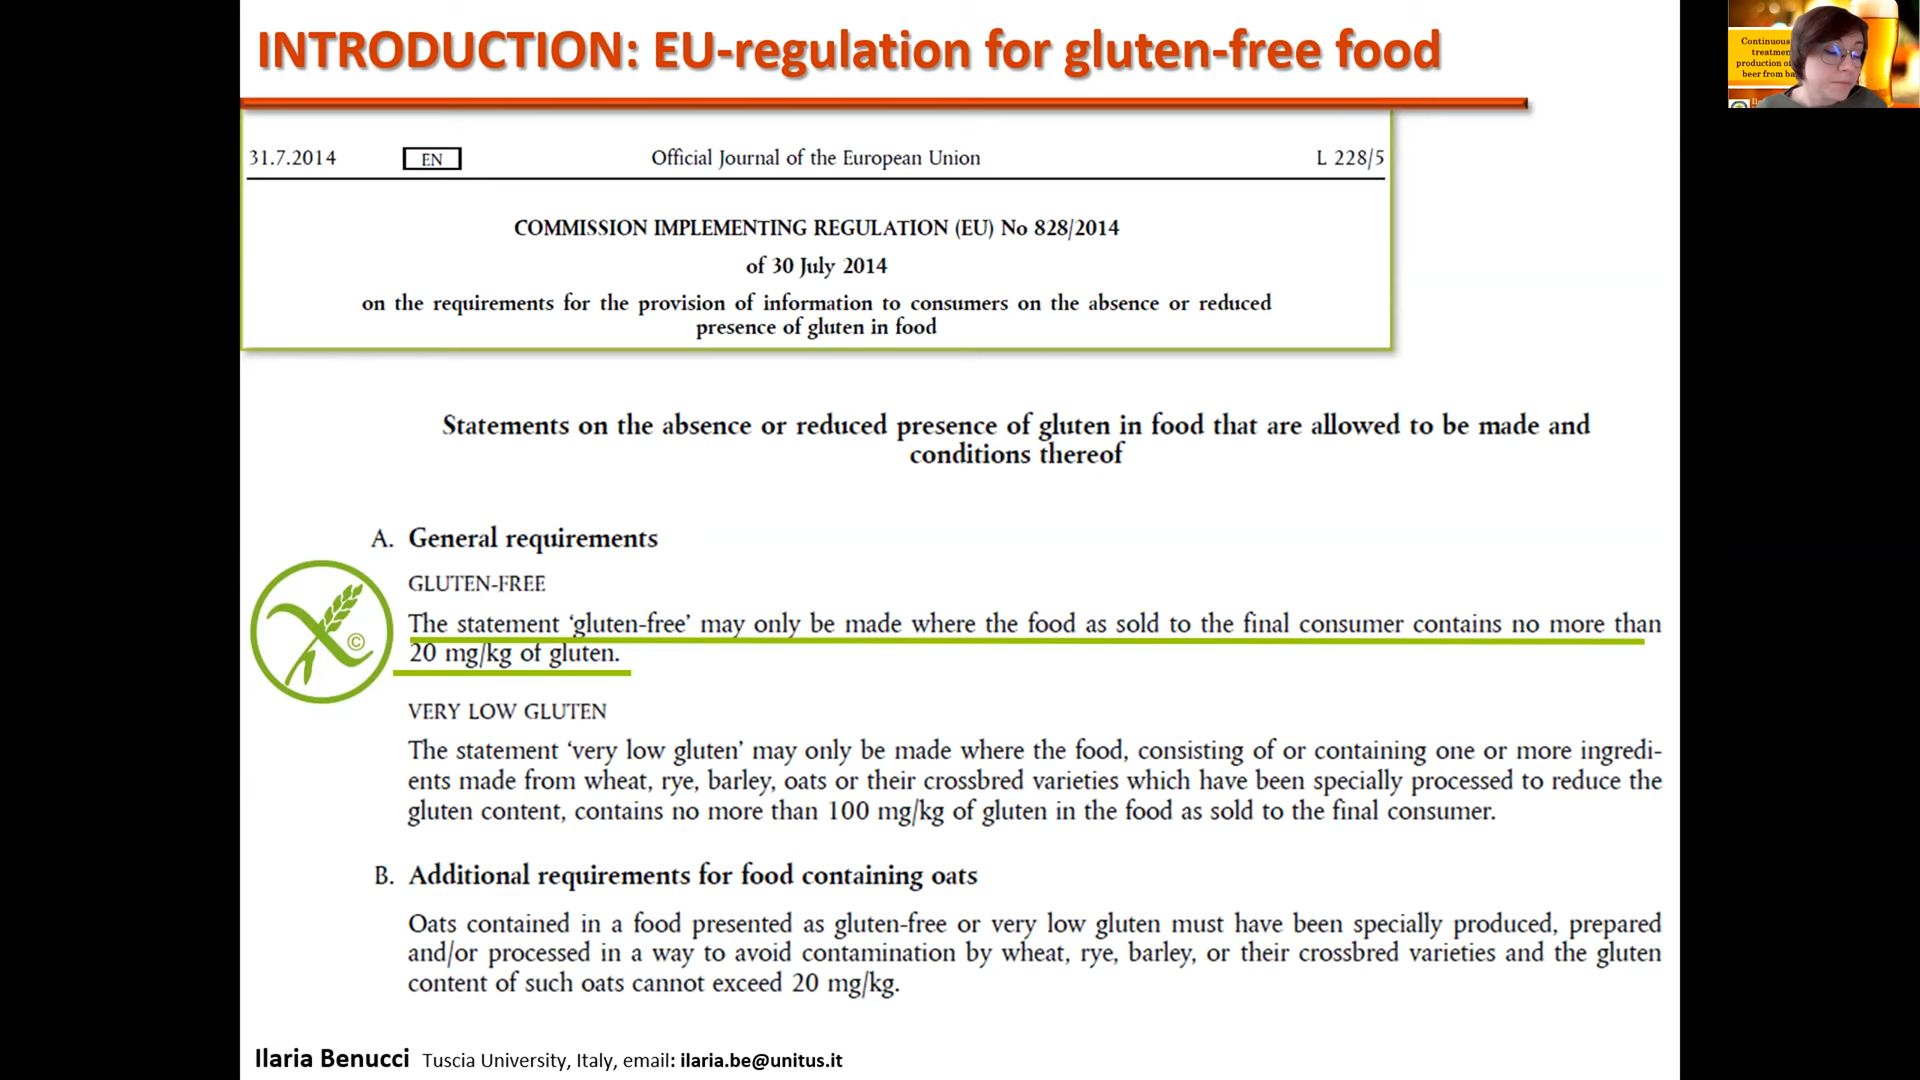 INTRODUCTION: EU-regulation for gluten-free food
31.7.2014 EN Official Journal of the European Union L 228/5
COMMISSION IMPLEMENTING REGULATION (EU) No 828/2014
of 30 July 2014
on the requirements for the provision of information to consumers on the absence or reduced
presence of gluten in food
Statements on the absence or reduced presence of gluten in food that are allowed to be made and
conditions thereof
A. General requirements
GLUTEN-FREE
The statement ‘gluten-free’ may only be made where the food as sold to the final consumer contains no more than
20 mg/kg of gluten.
©
VERY LOW GLUTEN
The statement ‘very low gluten’ may only be made where the food, consisting of or containing one or more ingredi-
ents made from wheat, rye, barley, oats or their crossbred varieties which have been specially processed to reduce the
gluten content, contains no more than 100 mg/kg of gluten in the food as sold to the final consumer.
B. Additional requirements for food containing oats
Oats contained in a food presented as gluten-free or very low gluten must have been specially produced, prepared
and/or processed in a way to avoid contamination by wheat, rye, barley, or their crossbred varieties and the gluten
content of such oats cannot exceed 20 mg/kg.
Ilaria Benucci Tuscia University, Italy, email: ilaria.be@unitus.it
Continuous
treatmen
production o
beer from ba